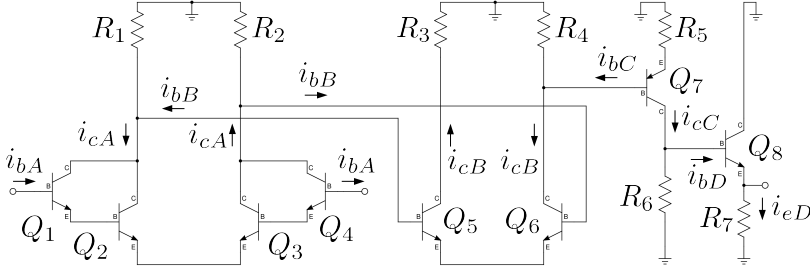 R1 R2 R3 R4 R5
ibB ibB ibC Q7
icA icA icB icB icC
ibA ibA ibD Q8
Q1 Q2 Q3 Q4 Q5 Q6 R6 R7 ieD
B C E
B C E
B C E
B C E
B C E
B C E
B C E
B C E